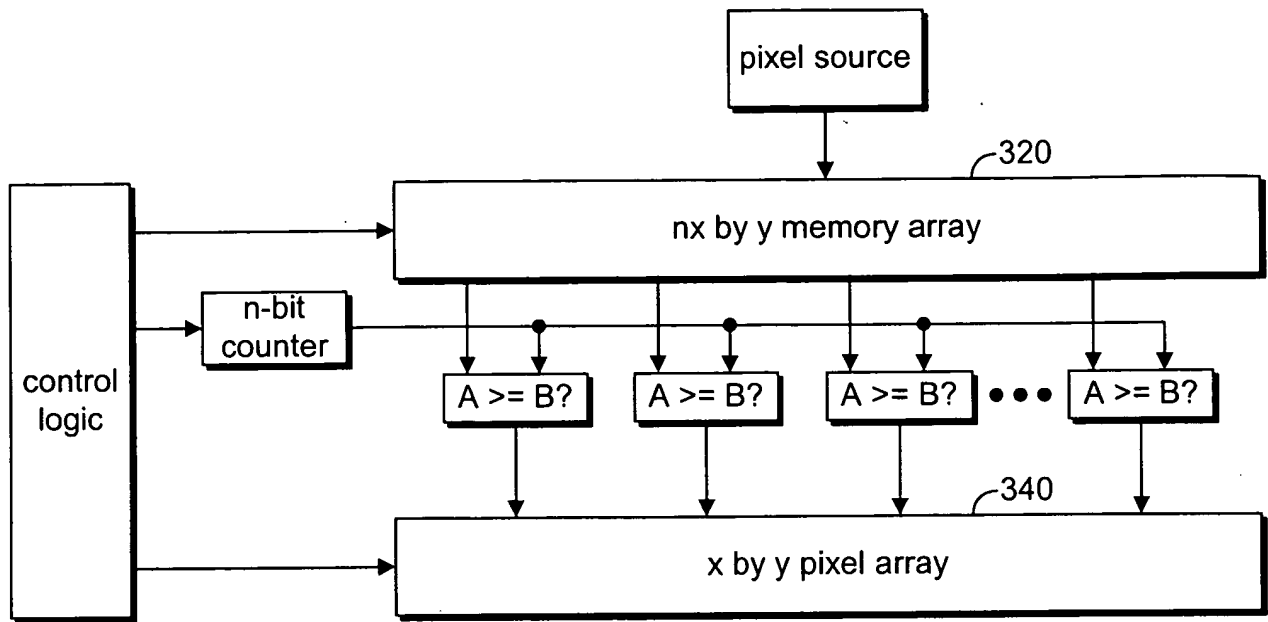 pixel source
320
nx by y memory array
n-bit
counter
control
logic
A >= B?
A >= B?
A >= B?
A >= B?
340
x by y pixel array